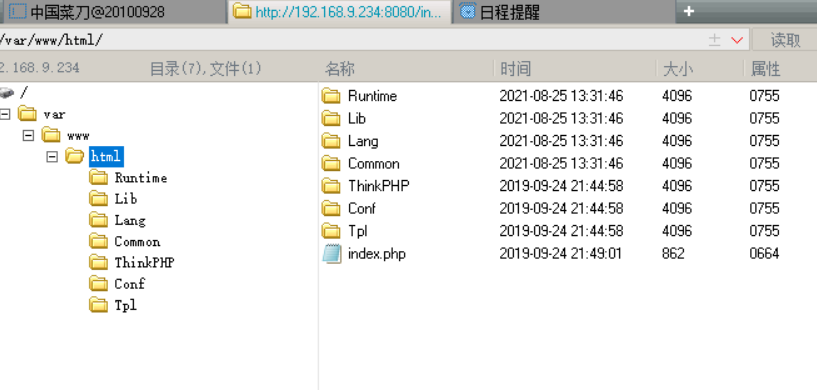 中国菜刀@20100928 http://192.168.9.234:8080/in... 日程提醒 +
/var/www/html/ 读取
2.168.9.234 目录(7),文件(1) 名称 时间 大小 属性
/
var
www
html
Runtime
Lib
Lang
Common
ThinkPHP
Conf
Tpl
Runtime 2021-08-25 13:31:46 4096 0755
Lib 2021-08-25 13:31:46 4096 0755
Lang 2021-08-25 13:31:46 4096 0755
Common 2021-08-25 13:31:46 4096 0755
ThinkPHP 2019-09-24 21:44:58 4096 0755
Conf 2019-09-24 21:44:58 4096 0755
Tpl 2019-09-24 21:44:58 4096 0755
index.php 2019-09-24 21:49:01 862 0664